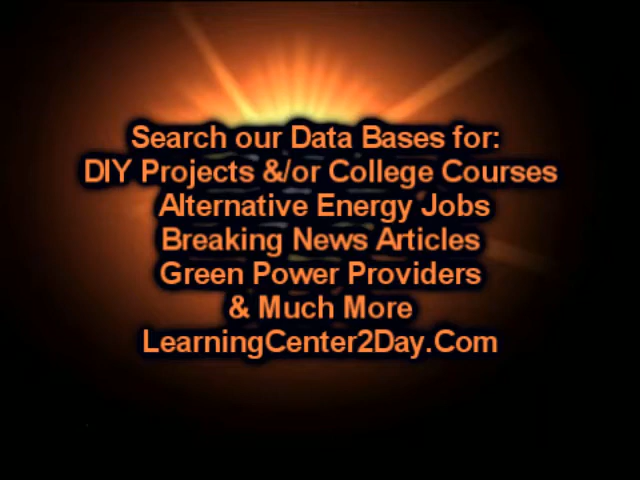 Search our Data Bases for:
DIY Projects &/or College Courses
Alternative Energy Jobs
Breaking News Articles
Green Power Providers
& Much More
LearningCenter2Day.Com